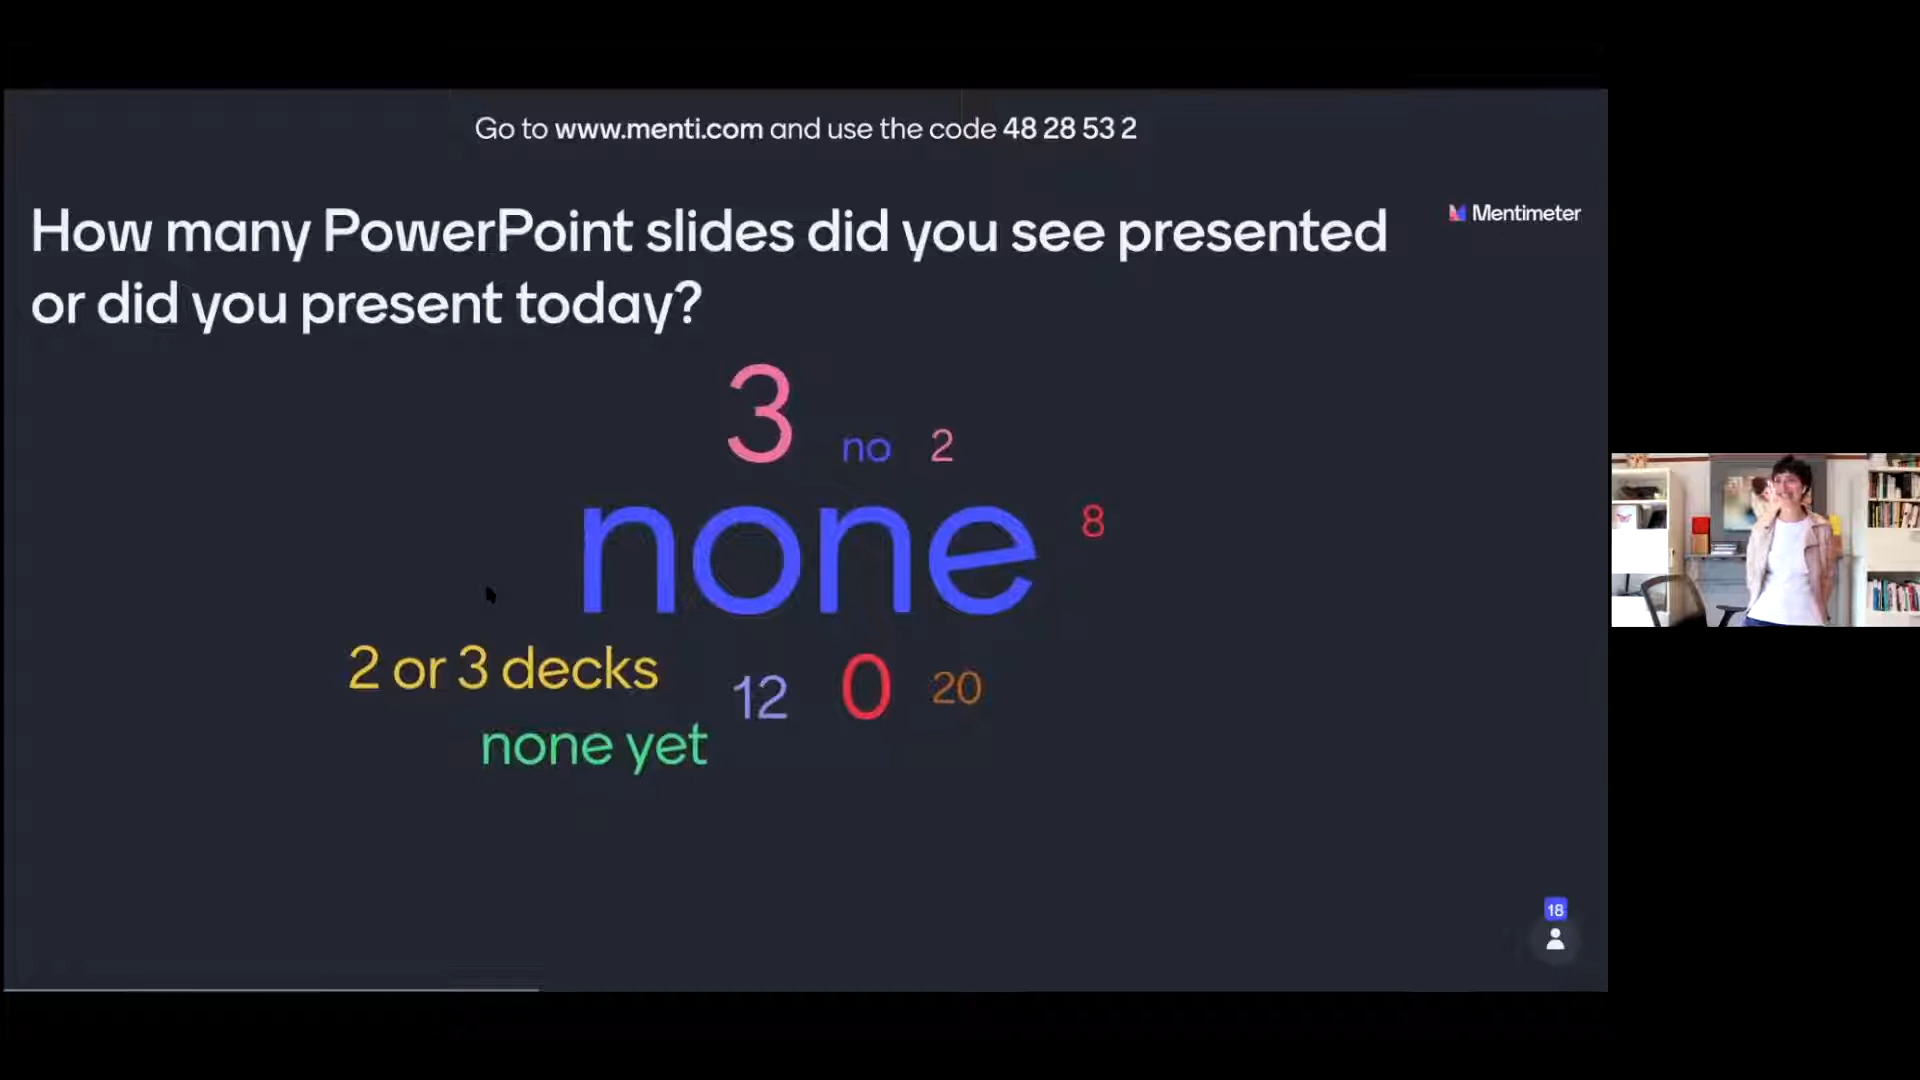 Go to www.menti.com and use the code 48 28 53 2
Mentimeter
How many PowerPoint slides did you see presented
or did you present today?
3
no
2
none
8
2 or 3 decks
12
0
20
none yet
18